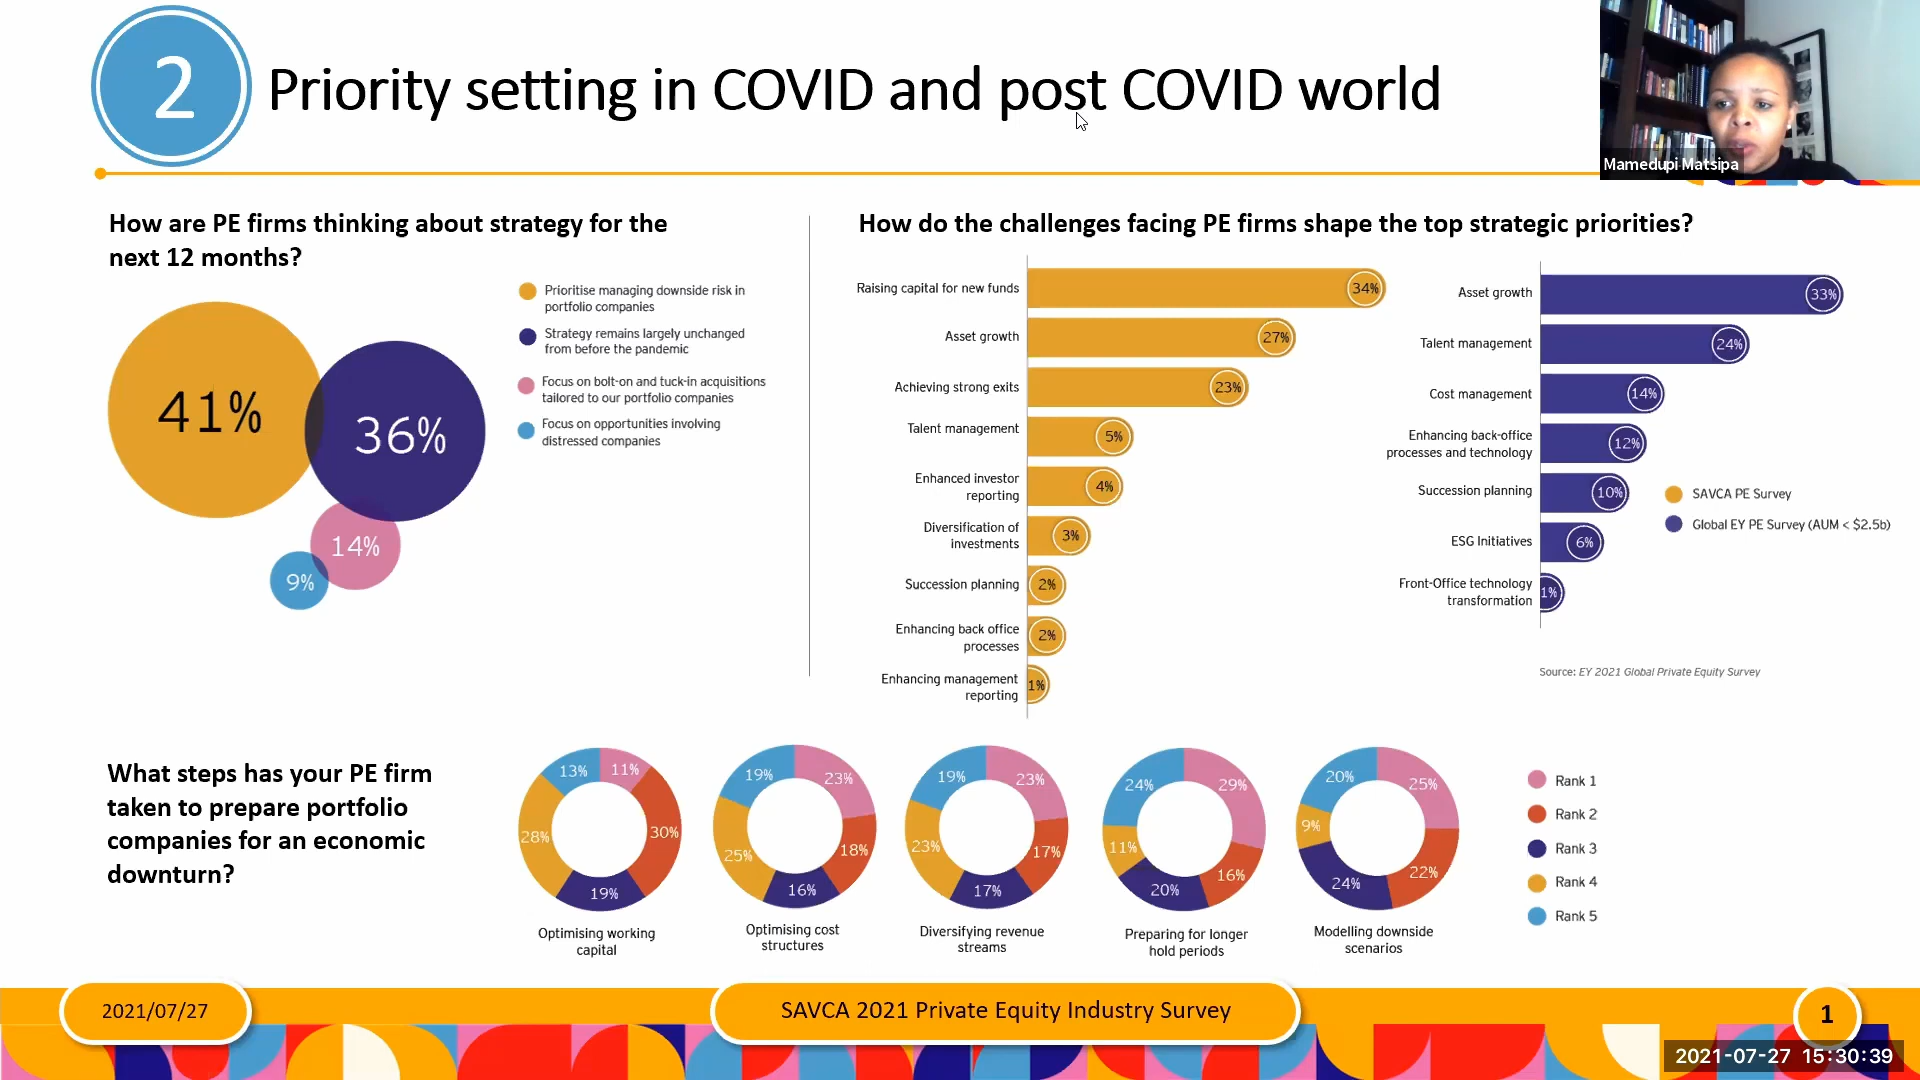 2
Priority setting in COVID and post COVID world
Mamedupi Matsipa
How are PE firms thinking about strategy for the
next 12 months?
41%
36%
14%
9%
Prioritise managing downside risk in
portfolio companies
Strategy remains largely unchanged
from before the pandemic
Focus on bolt-on and tuck-in acquisitions
tailored to our portfolio companies
Focus on opportunities involving
distressed companies
How do the challenges facing PE firms shape the top strategic priorities?
Raising capital for new funds 34%
Asset growth 27%
Achieving strong exits 23%
Talent management 5%
Enhanced investor
reporting 4%
Diversification of
investments 3%
Succession planning 2%
Enhancing back office
processes 2%
Enhancing management
reporting 1%
Asset growth 33%
Talent management 24%
Cost management 14%
Enhancing back-office
processes and technology 12%
Succession planning 10%
ESG Initiatives 6%
Front-Office technology
transformation 1%
SAVCA PE Survey
Global EY PE Survey (AUM < $2.5b)
Source: EY 2021 Global Private Equity Survey
What steps has your PE firm
taken to prepare portfolio
companies for an economic
downturn?
13% 11%
30%
28%
19%
Optimising working
capital
19% 23%
18%
25%
16%
Optimising cost
structures
19% 23%
17%
23%
17%
Diversifying revenue
streams
24% 29%
11%
16%
20%
Preparing for longer
hold periods
20% 25%
9%
22%
24%
Modelling downside
scenarios
Rank 1
Rank 2
Rank 3
Rank 4
Rank 5
2021/07/27
SAVCA 2021 Private Equity Industry Survey
1
2021-07-27 15:30:39